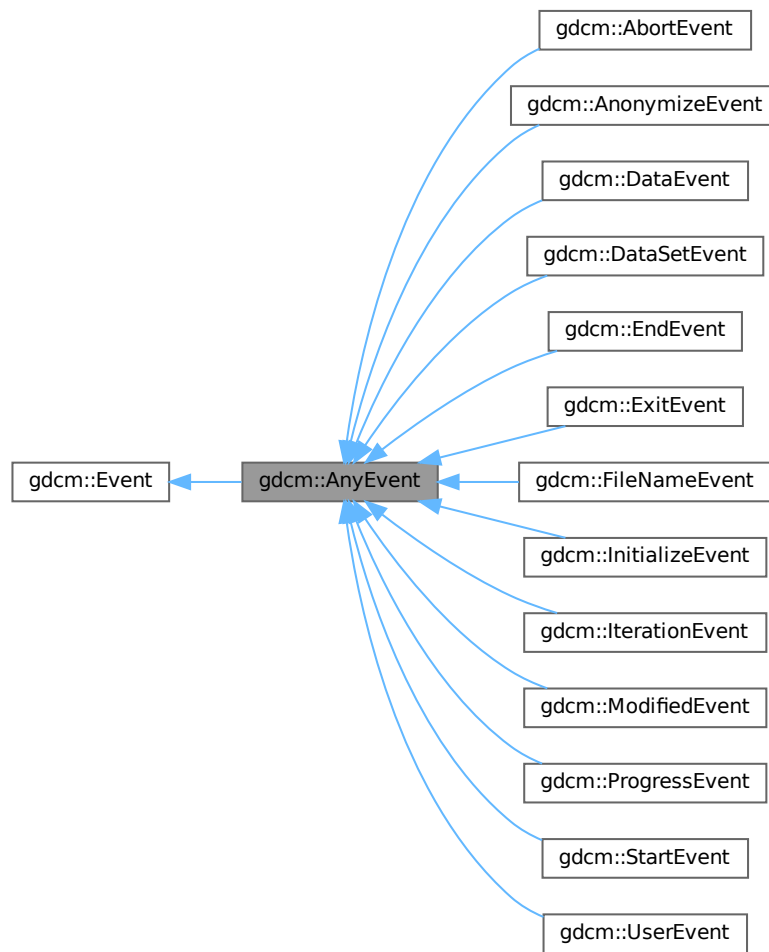 gdcm::AbortEvent
gdcm::AnonymizeEvent
gdcm::DataEvent
gdcm::DataSetEvent
gdcm::EndEvent
gdcm::ExitEvent
gdcm::Event
gdcm::AnyEvent
gdcm::FileNameEvent
gdcm::InitializeEvent
gdcm::IterationEvent
gdcm::ModifiedEvent
gdcm::ProgressEvent
gdcm::StartEvent
gdcm::UserEvent